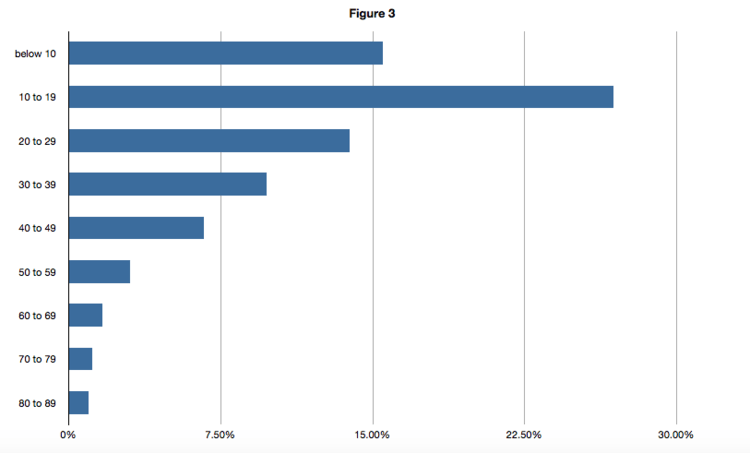 Figure 3
below 10
10 to 19
20 to 29
30 to 39
40 to 49
50 to 59
60 to 69
70 to 79
80 to 89
0% 7.50% 15.00% 22.50% 30.00%